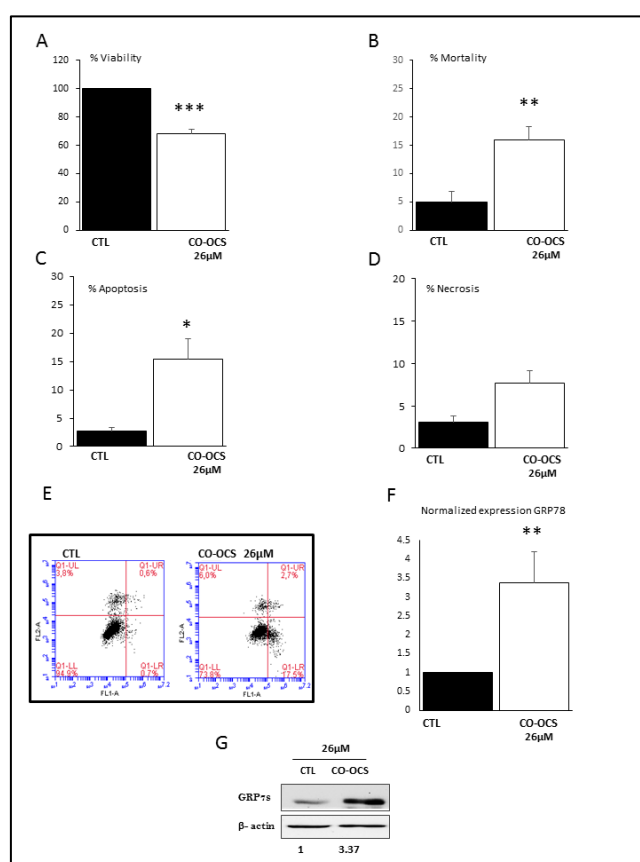 A
% Viability
120
100
80
60
40
20
0
CTL
CO-OCS
26µM
***
B
% Mortality
30
25
20
15
10
5
0
CTL
CO-OCS
26µM
**
C
% Apoptosis
30
25
20
15
10
5
0
CTL
CO-OCS
26µM
*
D
% Necrosis
20
15
10
5
0
CTL
CO-OCS
26µM
E
CTL
Q1-UL
3,8%
Q1-UR
0,6%
Q1-LL
94,9%
Q1-LR
0,7%
FL2-A
FL1-A
CO-OCS 26µM
Q1-UL
6,0%
Q1-UR
2,7%
Q1-LL
73,8%
Q1-LR
17,5%
FL2-A
FL1-A
F
Normalized expression GRP78
4.5
4
3.5
3
2.5
2
1.5
1
0.5
0
CTL
CO-OCS
26µM
**
G
26µM
CTL CO-OCS
GRP7s
β- actin
1 3.37